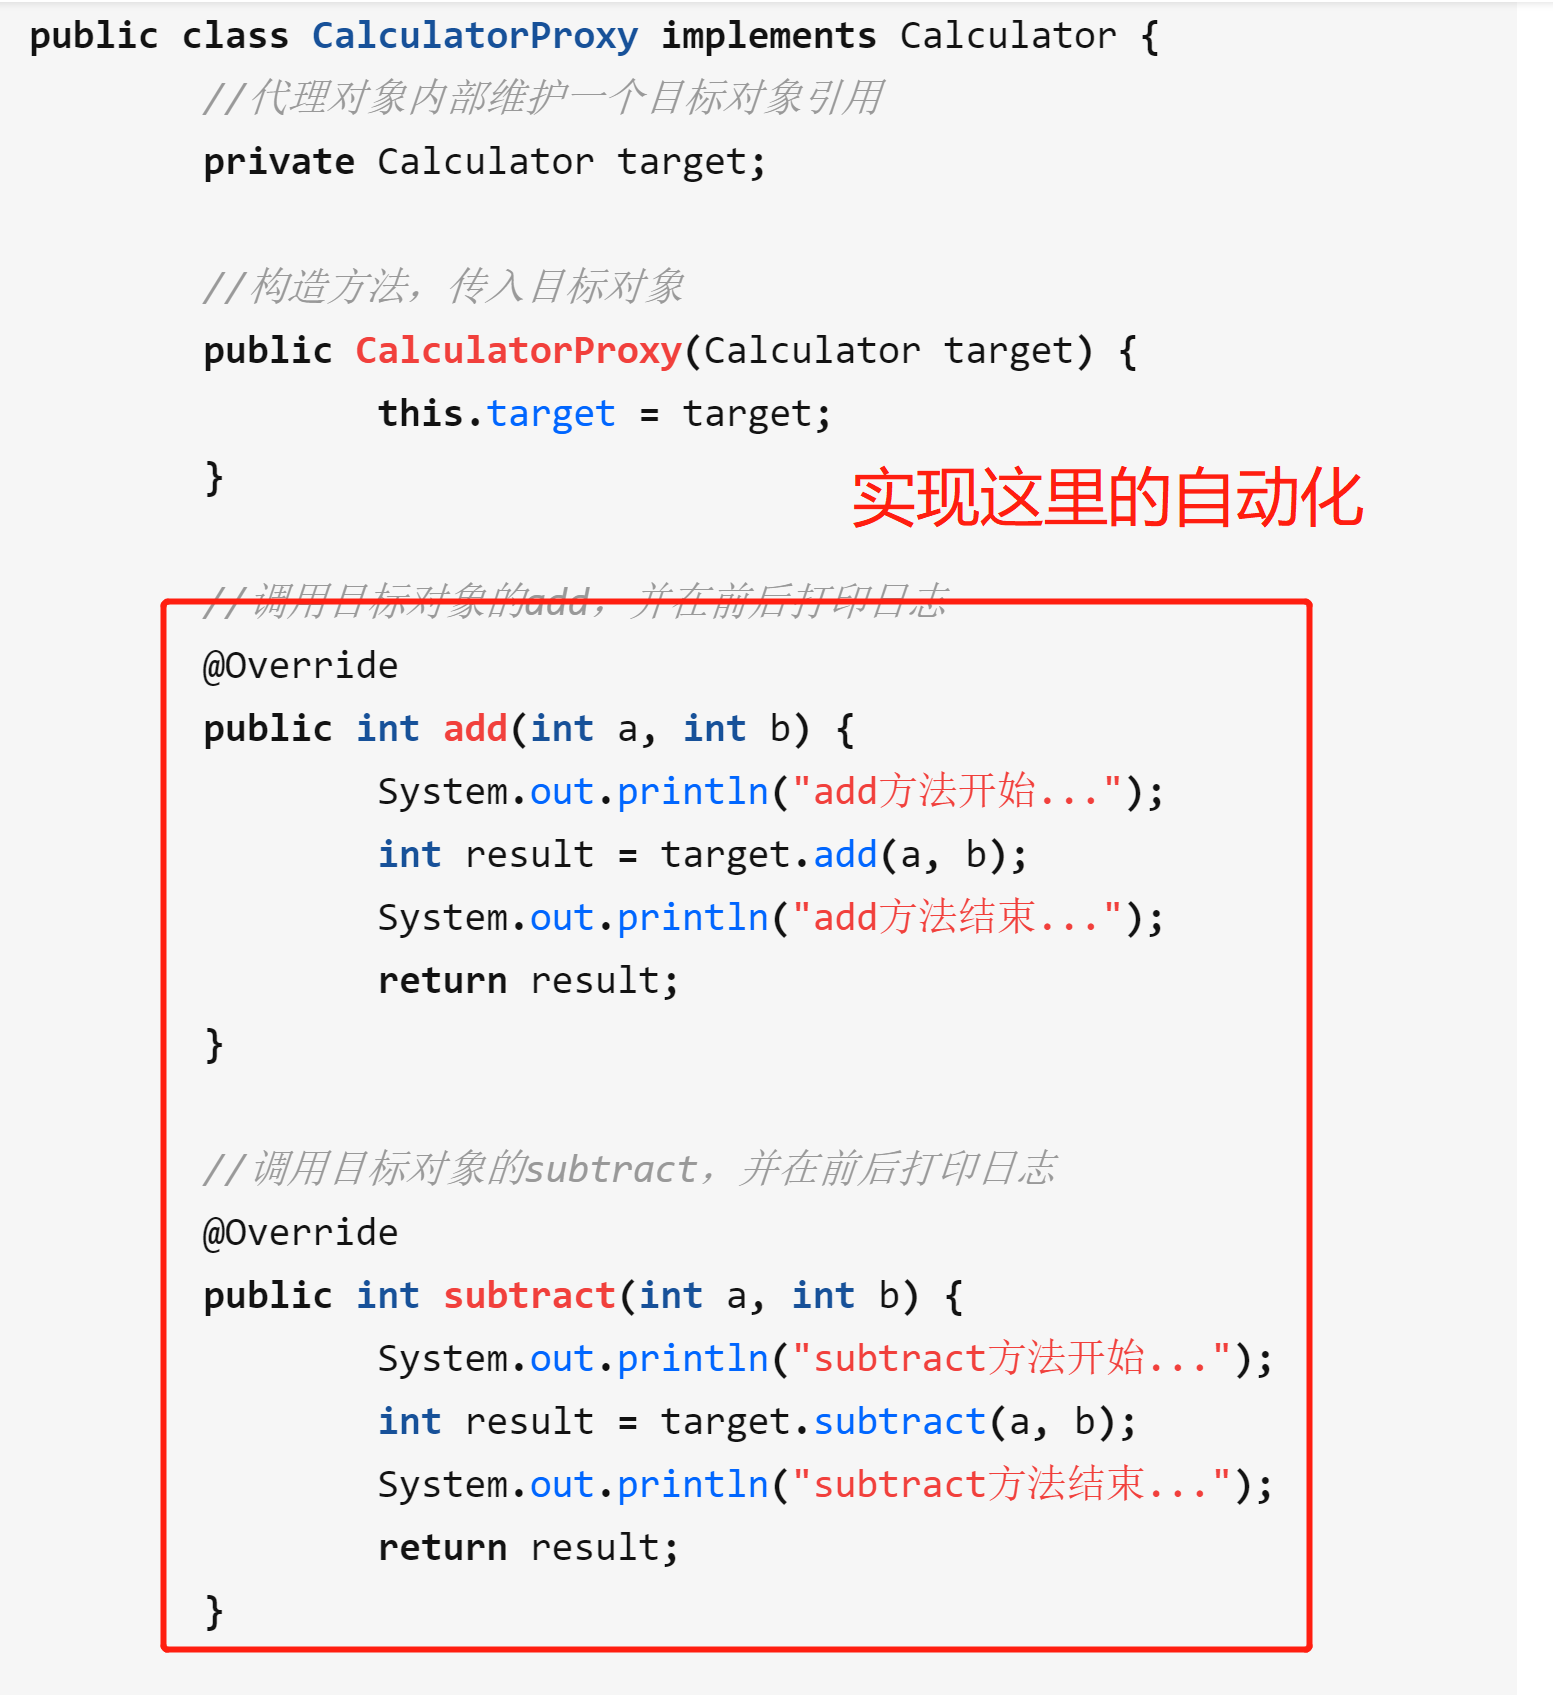 public class CalculatorProxy implements Calculator {
//代理对象内部维护一个目标对象引用
private Calculator target;
//构造方法，传入目标对象
public CalculatorProxy(Calculator target) {
this.target = target;
}
实现这里的自动化
//调用目标对象的add，并在前后打印日志
@Override
public int add(int a, int b) {
System.out.println("add方法开始...");
int result = target.add(a, b);
System.out.println("add方法结束...");
return result;
}
//调用目标对象的subtract，并在前后打印日志
@Override
public int subtract(int a, int b) {
System.out.println("subtract方法开始...");
int result = target.subtract(a, b);
System.out.println("subtract方法结束...");
return result;
}